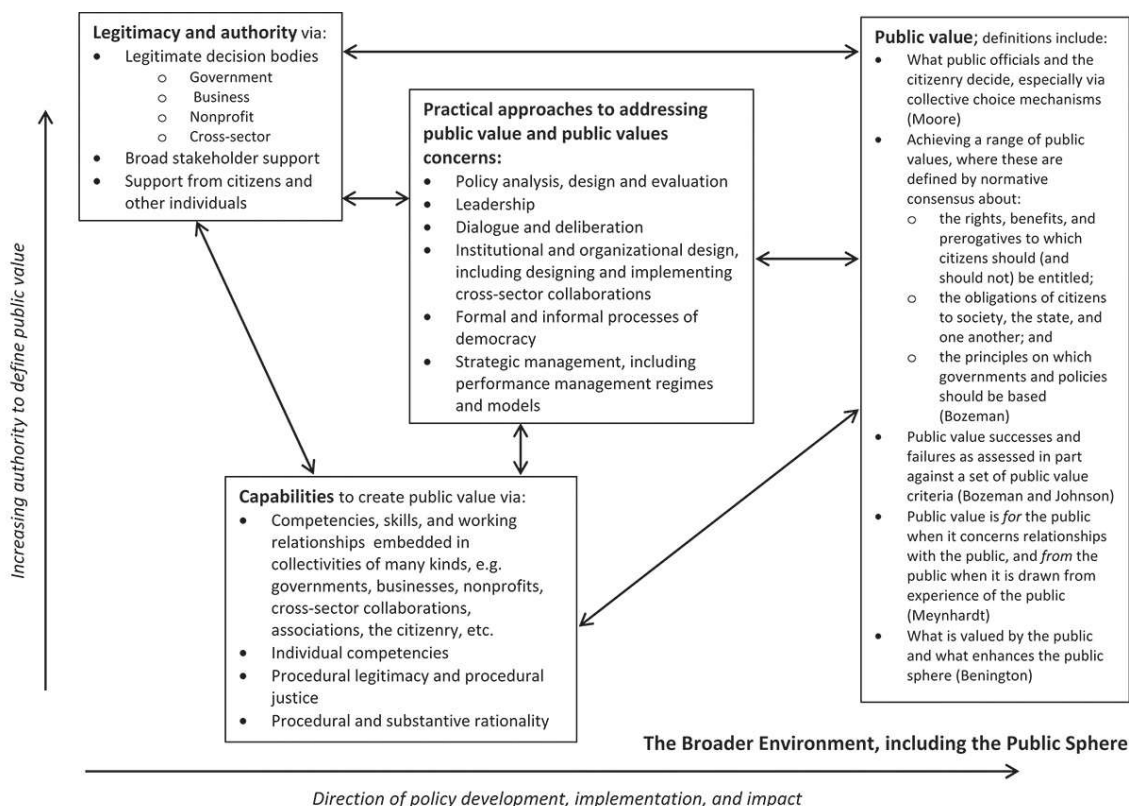 Legitimacy and authority via:
• Legitimate decision bodies
o Government
o Business
o Nonprofit
o Cross-sector
• Broad stakeholder support
• Support from citizens and
other individuals
Practical approaches to addressing
public value and public values
concerns:
• Policy analysis, design and evaluation
• Leadership
• Dialogue and deliberation
• Institutional and organizational design,
including designing and implementing
cross-sector collaborations
• Formal and informal processes of
democracy
• Strategic management, including
performance management regimes
and models
Capabilities to create public value via:
• Competencies, skills, and working
relationships embedded in
collectivities of many kinds, e.g.
governments, businesses, nonprofits,
cross-sector collaborations,
associations, the citizenry, etc.
• Individual competencies
• Procedural legitimacy and procedural
justice
• Procedural and substantive rationality
Public value; definitions include:
• What public officials and the
citizenry decide, especially via
collective choice mechanisms
(Moore)
• Achieving a range of public
values, where these are
defined by normative
consensus about:
o the rights, benefits, and
prerogatives to which
citizens should (and
should not) be entitled;
o the obligations of citizens
to society, the state, and
one another; and
o the principles on which
governments and policies
should be based
(Bozeman)
• Public value successes and
failures as assessed in part
against a set of public value
criteria (Bozeman and Johnson)
• Public value is for the public
when it concerns relationships
with the public, and from the
public when it is drawn from
experience of the public
(Meynhardt)
• What is valued by the public
and what enhances the public
sphere (Benington)
Increasing authority to define public value
The Broader Environment, including the Public Sphere
Direction of policy development, implementation, and impact